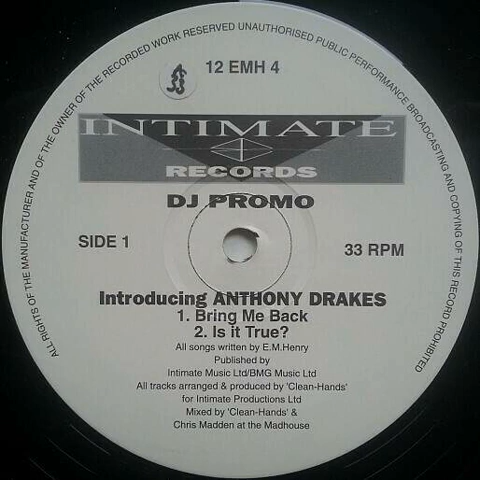 ALL RIGHTS OF THE MANUFACTURER AND OF THE OWNER OF THE RECORDED WORK RESERVED UNAUTHORISED PUBLIC PERFORMANCE BROADCASTING AND COPYING OF THIS RECORD PROHIBITED
12 EMH 4
INTIMATE
RECORDS
DJ PROMO
SIDE 1
33 RPM
Introducing ANTHONY DRAKES
1. Bring Me Back
2. Is it True?
All songs written by E.M.Henry
Published by
Intimate Music Ltd/BMG Music Ltd
All tracks arranged & produced by 'Clean-Hands'
for Intimate Productions Ltd
Mixed by 'Clean-Hands' &
Chris Madden at the Madhouse